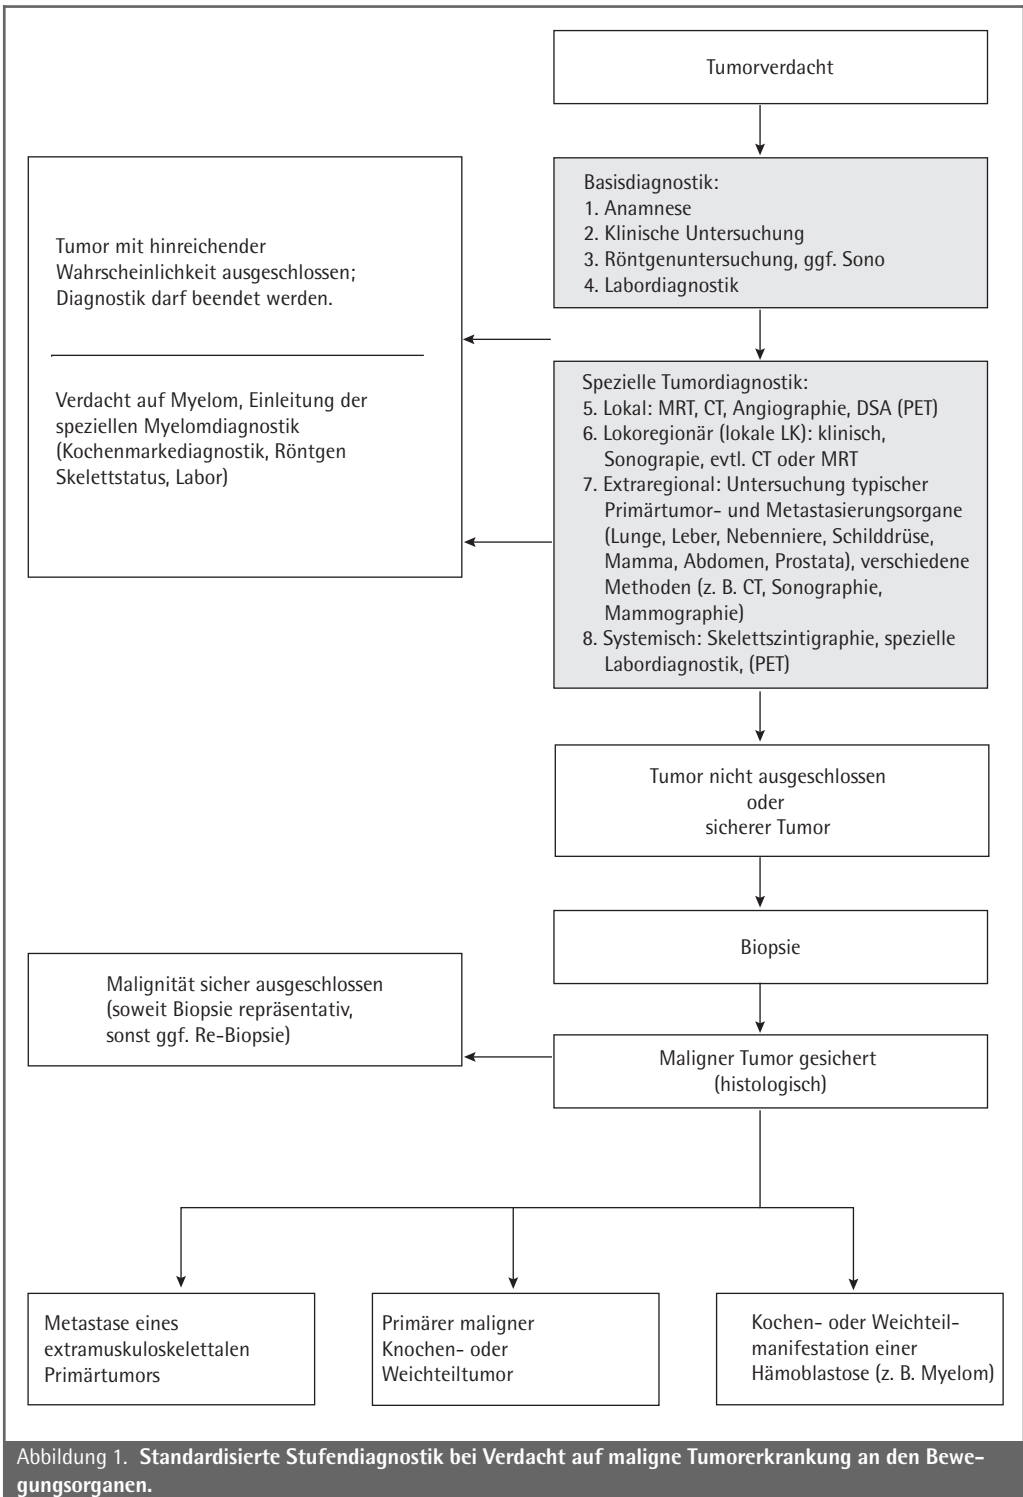 Tumorverdacht
Basisdiagnostik:
1. Anamnese
2. Klinische Untersuchung
3. Röntgenuntersuchung, ggf. Sono
4. Labordiagnostik
Tumor mit hinreichender
Wahrscheinlichkeit ausgeschlossen;
Diagnostik darf beendet werden.
Verdacht auf Myelom, Einleitung der
speziellen Myelomdiagnostik
(Kochenmarkediagnostik, Röntgen
Skelettstatus, Labor)
Spezielle Tumordiagnostik:
5. Lokal: MRT, CT, Angiographie, DSA (PET)
6. Lokoregionär (lokale LK): klinisch,
Sonograpie, evtl. CT oder MRT
7. Extraregional: Untersuchung typischer
Primärtumor- und Metastasierungsorgane
(Lunge, Leber, Nebenniere, Schilddrüse,
Mamma, Abdomen, Prostata), verschiedene
Methoden (z. B. CT, Sonographie,
Mammographie)
8. Systemisch: Skelettszintigraphie, spezielle
Labordiagnostik, (PET)
Tumor nicht ausgeschlossen
oder
sicherer Tumor
Biopsie
Malignität sicher ausgeschlossen
(soweit Biopsie repräsentativ,
sonst ggf. Re-Biopsie)
Maligner Tumor gesichert
(histologisch)
Metastase eines
extramuskuloskelettalen
Primärtumors
Primärer maligner
Knochen- oder
Weichteiltumor
Kochen- oder Weichteil-
manifestation einer
Hämoblastose (z. B. Myelom)
Abbildung 1. Standardisierte Stufendiagnostik bei Verdacht auf maligne Tumorerkrankung an den Bewe-
gungsorganen.